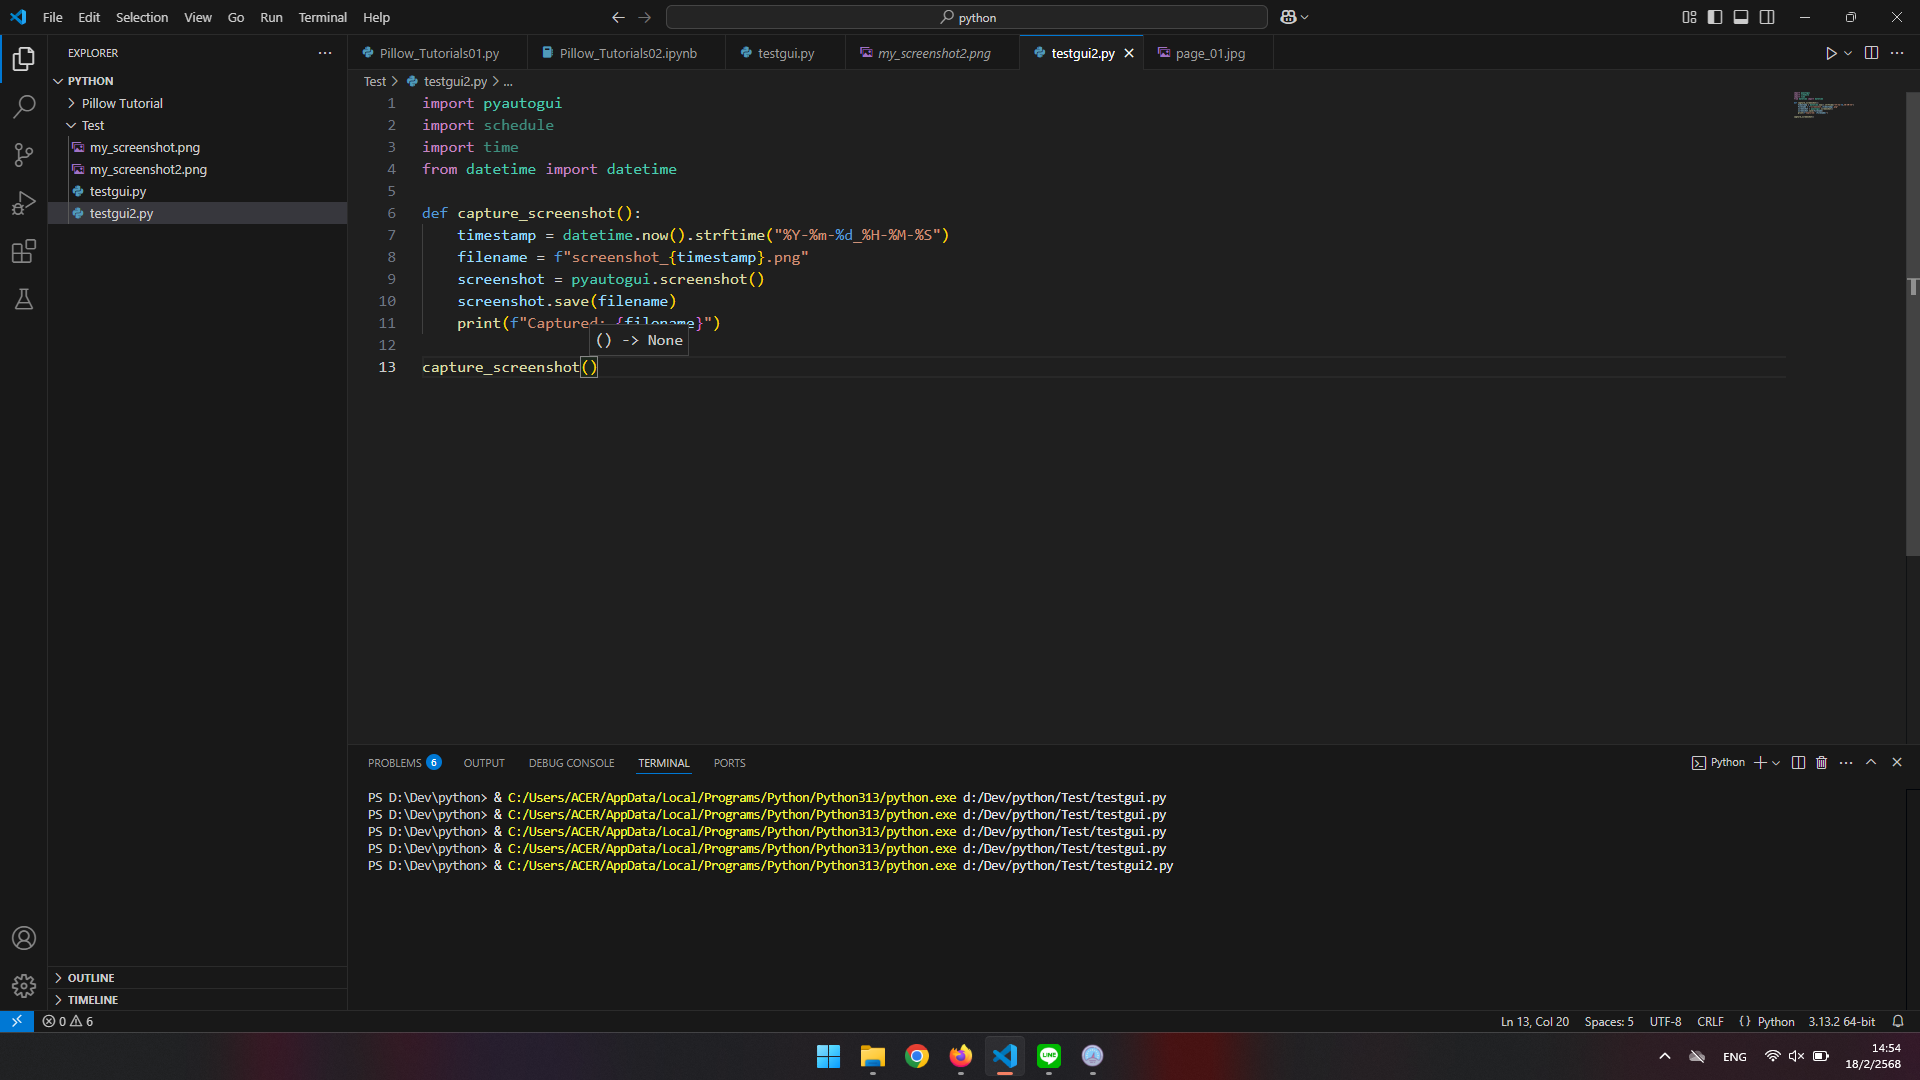 File Edit Selection View Go Run Terminal Help
python
EXPLORER
PYTHON
Pillow Tutorial
Test
my_screenshot.png
my_screenshot2.png
testgui.py
testgui2.py
OUTLINE
TIMELINE
Pillow_Tutorials01.py
Pillow_Tutorials02.ipynb
testgui.py
my_screenshot2.png
testgui2.py
page_01.jpg
Test > testgui2.py > ...
1 import pyautogui
2 import schedule
3 import time
4 from datetime import datetime
5
6 def capture_screenshot():
7 timestamp = datetime.now().strftime("%Y-%m-%d_%H-%M-%S")
8 filename = f"screenshot_{timestamp}.png"
9 screenshot = pyautogui.screenshot()
10 screenshot.save(filename)
11 print(f"Captured: {filename}")
() -> None
12
13 capture_screenshot()
PROBLEMS 6 OUTPUT DEBUG CONSOLE TERMINAL PORTS
Python
PS D:\Dev\python> & C:/Users/ACER/AppData/Local/Programs/Python/Python313/python.exe d:/Dev/python/Test/testgui.py
PS D:\Dev\python> & C:/Users/ACER/AppData/Local/Programs/Python/Python313/python.exe d:/Dev/python/Test/testgui.py
PS D:\Dev\python> & C:/Users/ACER/AppData/Local/Programs/Python/Python313/python.exe d:/Dev/python/Test/testgui.py
PS D:\Dev\python> & C:/Users/ACER/AppData/Local/Programs/Python/Python313/python.exe d:/Dev/python/Test/testgui.py
PS D:\Dev\python> & C:/Users/ACER/AppData/Local/Programs/Python/Python313/python.exe d:/Dev/python/Test/testgui2.py
0 6
Ln 13, Col 20 Spaces: 5 UTF-8 CRLF {} Python 3.13.2 64-bit
LINE
ENG
14:54
18/2/2568